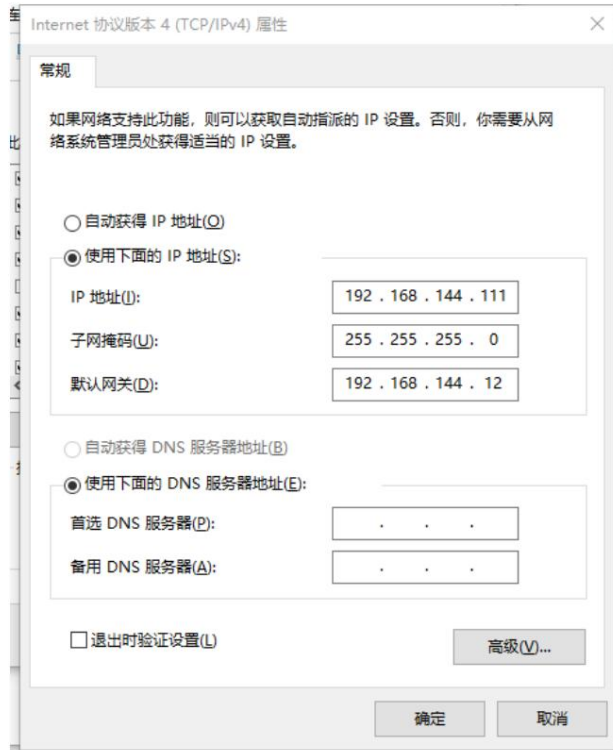 Internet 协议版本 4 (TCP/IPv4) 属性
常规
如果网络支持此功能，则可以获取自动指派的 IP 设置。否则，你需要从网
络系统管理员处获得适当的 IP 设置。
自动获得 IP 地址(O)
使用下面的 IP 地址(S):
IP 地址(I): 192 . 168 . 144 . 111
子网掩码(U): 255 . 255 . 255 . 0
默认网关(D): 192 . 168 . 144 . 12
自动获得 DNS 服务器地址(B)
使用下面的 DNS 服务器地址(E):
首选 DNS 服务器(P): . . .
备用 DNS 服务器(A): . . .
退出时验证设置(L)
高级(V)...
确定 取消